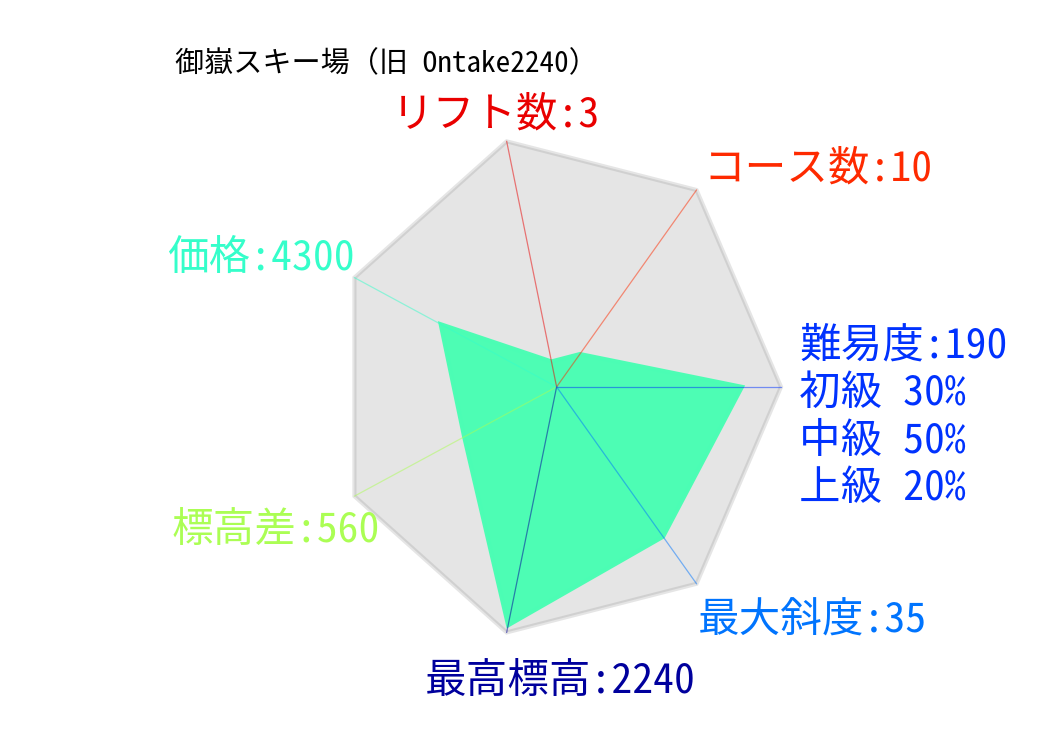 御嶽スキー場（旧 Ontake2240）
リフト数:3
コース数:10
価格:4300
難易度:190
初級 30%
中級 50%
上級 20%
標高差:560
最大斜度:35
最高標高:2240